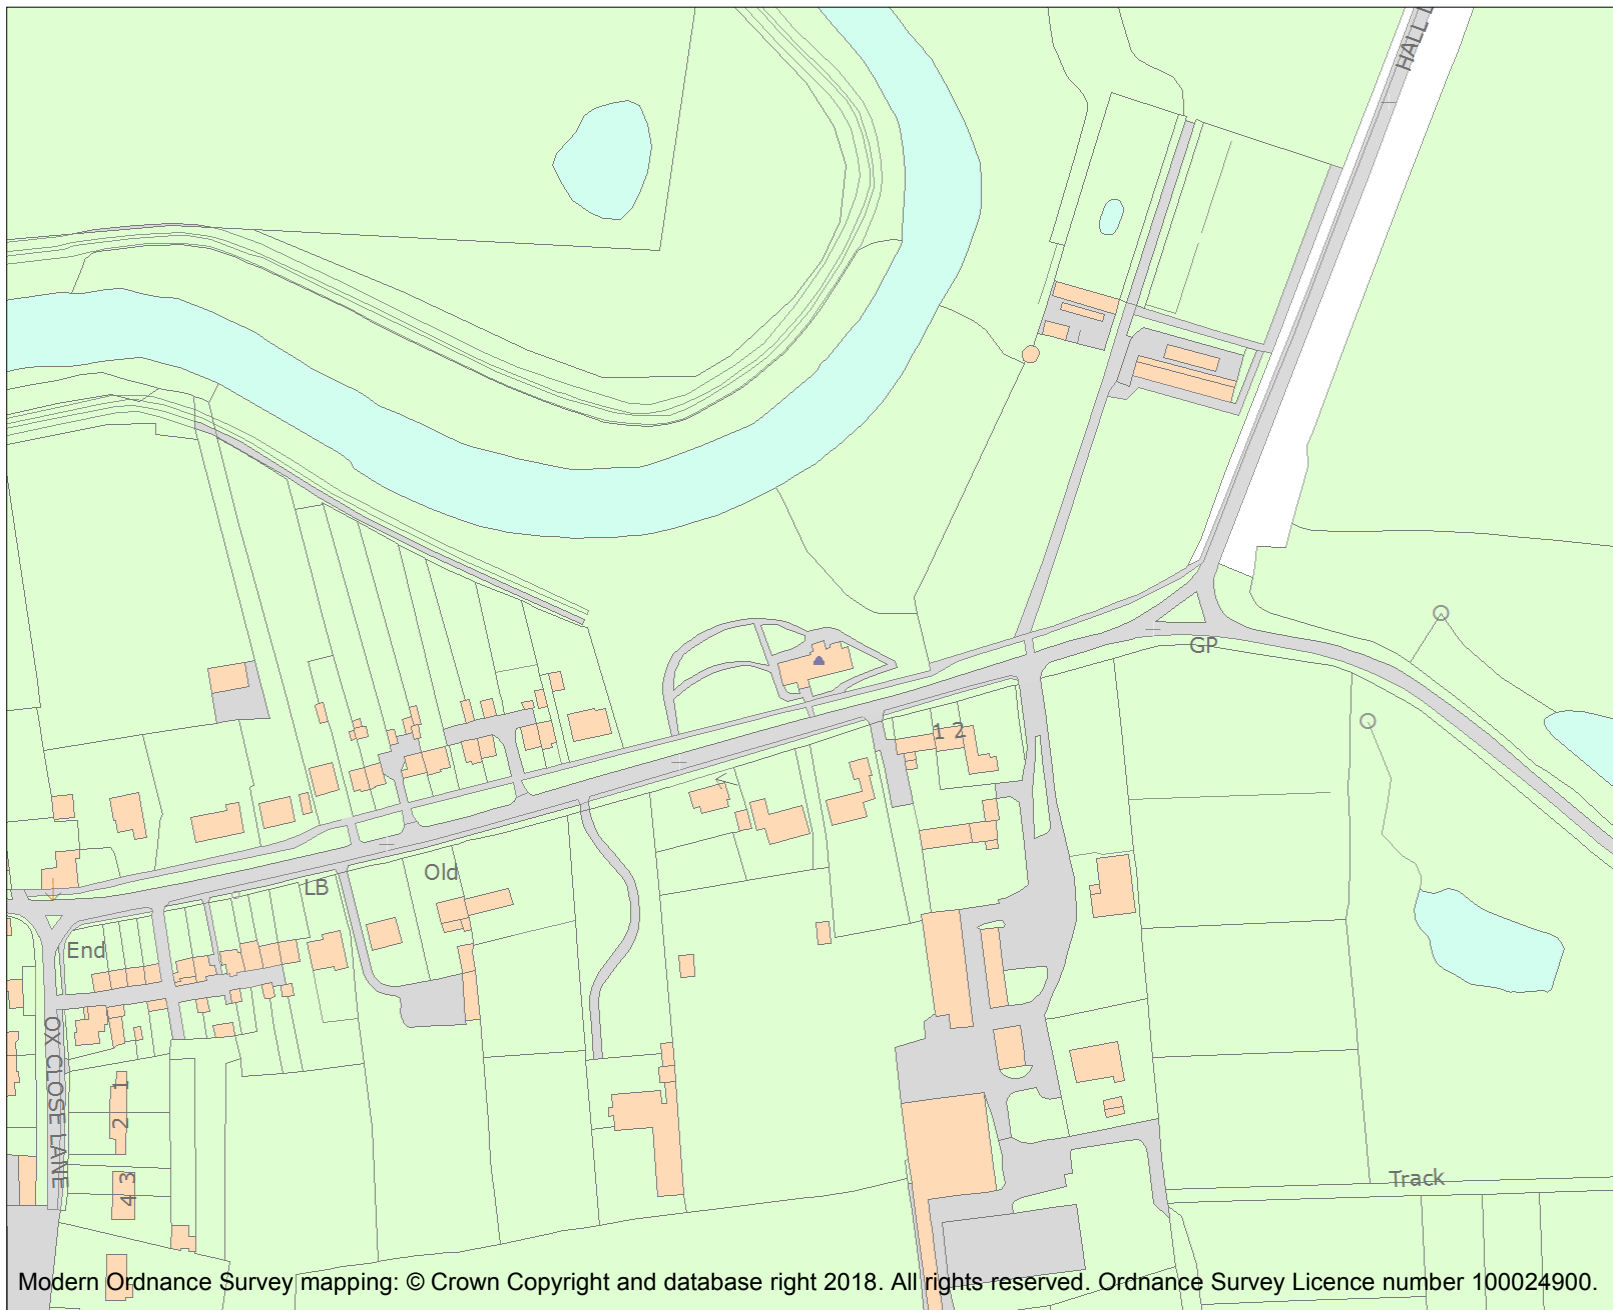 HALL L
GP
1 2
Old
LB
End
OX CLOSE LANE
1
2
3
4
Track
Modern Ordnance Survey mapping: © Crown Copyright and database right 2018. All rights reserved. Ordnance Survey Licence number 100024900.